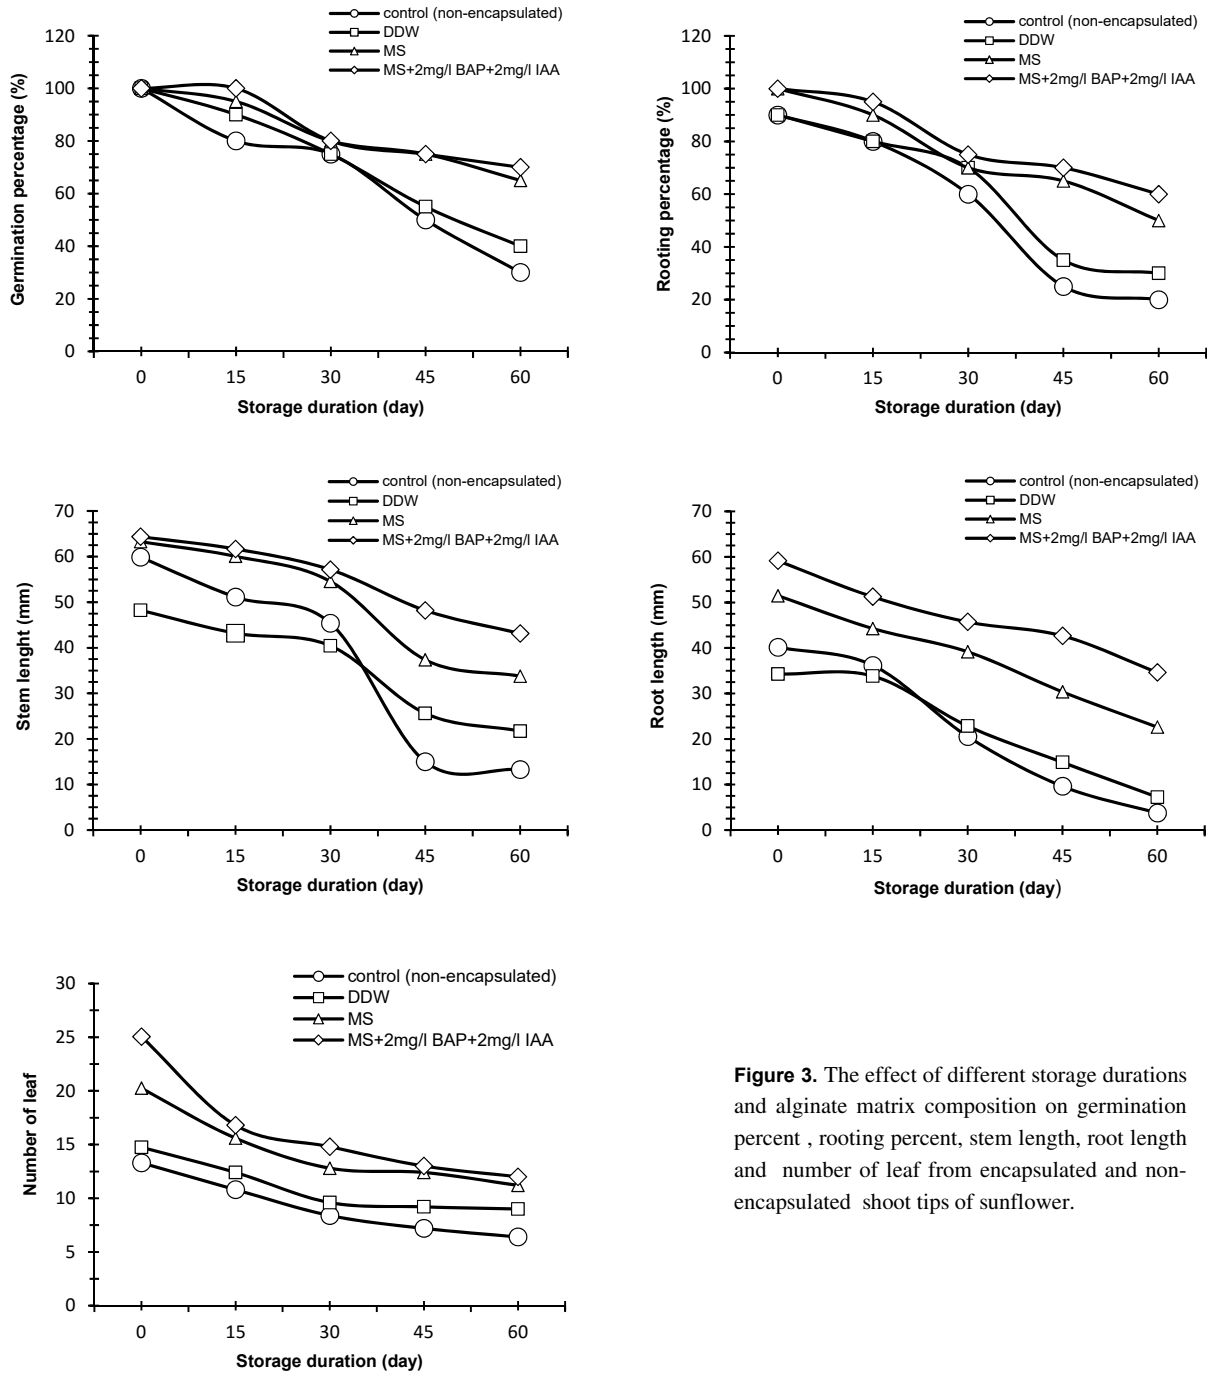 control (non-encapsulated)
DDW
MS
MS+2mg/l BAP+2mg/l IAA
120
100
80
60
40
20
0
Germination percentage (%)
0 15 30 45 60
Storage duration (day)
control (non-encapsulated)
DDW
MS
MS+2mg/l BAP+2mg/l IAA
120
100
80
60
40
20
0
Rooting percentage (%)
0 15 30 45 60
Storage duration (day)
control (non-encapsulated)
DDW
MS
MS+2mg/l BAP+2mg/l IAA
70
60
50
40
30
20
10
0
Stem lenght (mm)
0 15 30 45 60
Storage duration (day)
control (non-encapsulated)
DDW
MS
MS+2mg/l BAP+2mg/l IAA
70
60
50
40
30
20
10
0
Root length (mm)
0 15 30 45 60
Storage duration (day)
control (non-encapsulated)
DDW
MS
MS+2mg/l BAP+2mg/l IAA
30
25
20
15
10
5
0
Number of leaf
0 15 30 45 60
Storage duration (day)
Figure 3. The effect of different storage durations
and alginate matrix composition on germination
percent , rooting percent, stem length, root length
and number of leaf from encapsulated and non-
encapsulated shoot tips of sunflower.